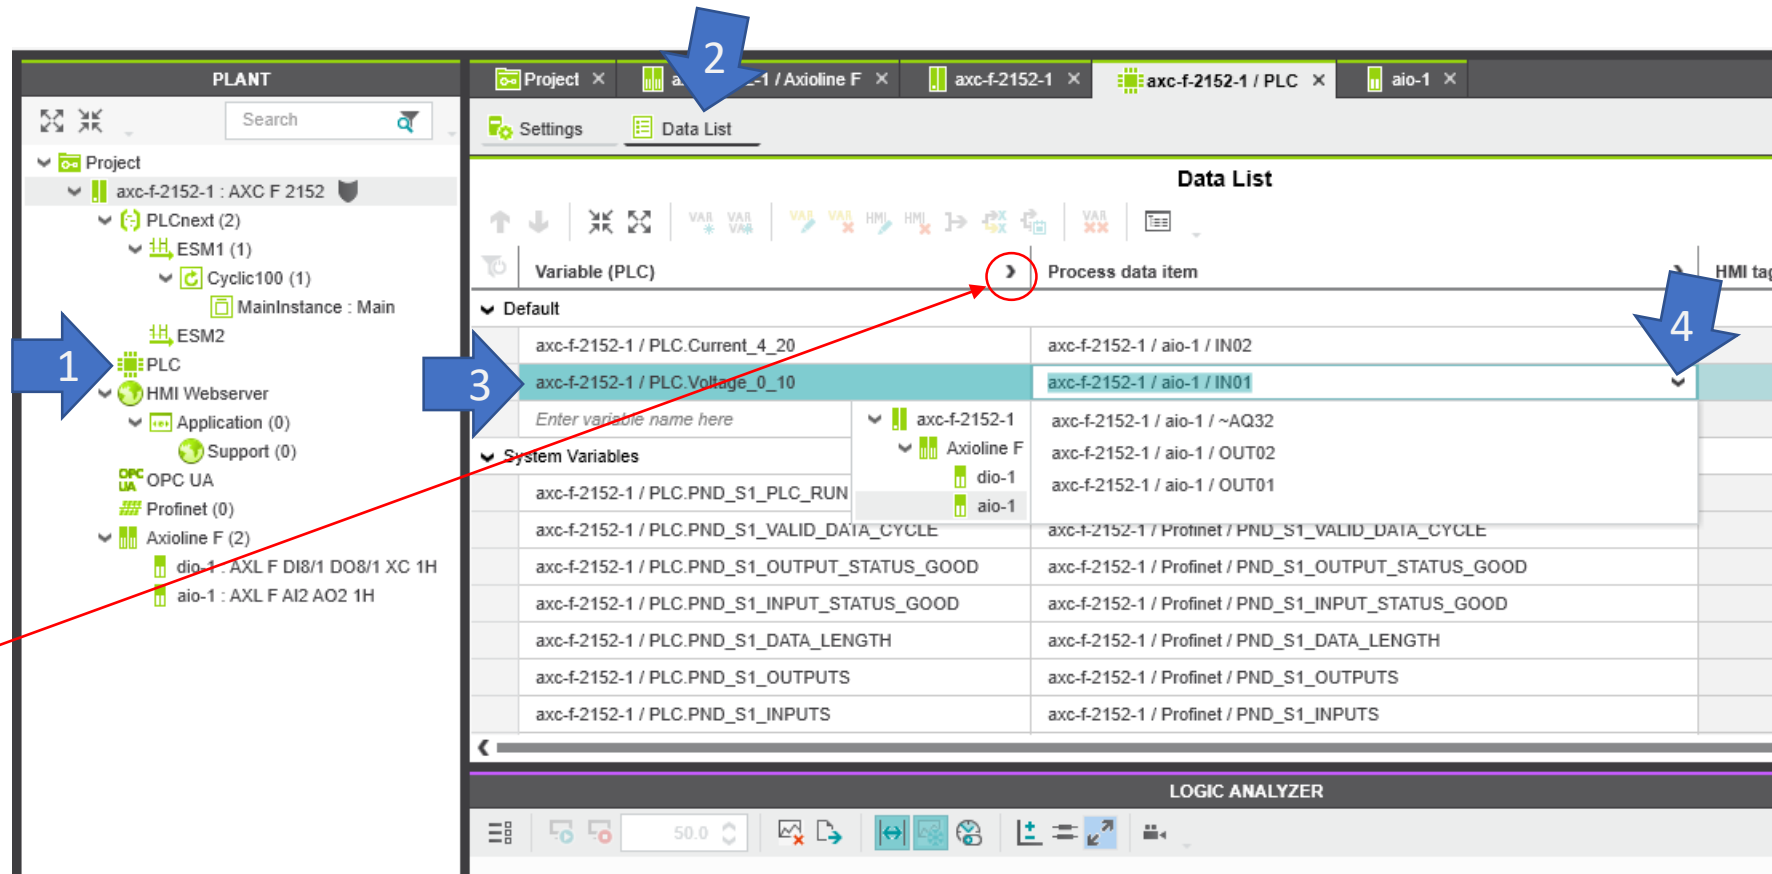 2
PLANT
Project
-1 / Axioline F
axc-f-2152-1
axc-f-2152-1 / PLC
aio-1
Search
Settings
Data List
Project
axc-f-2152-1 : AXC F 2152
PLCnext (2)
ESM1 (1)
Cyclic100 (1)
MainInstance : Main
ESM2
1
PLC
HMI Webserver
Application (0)
Support (0)
OPC UA
OPC UA
Profinet (0)
Axioline F (2)
dio-1 : AXL F DI8/1 DO8/1 XC 1H
aio-1 : AXL F AI2 AO2 1H
Data List
VAR VAR VAR VAR HMI HMI VAR
Variable (PLC)
Process data item
HMI tag
Default
axc-f-2152-1 / PLC.Current_4_20
axc-f-2152-1 / aio-1 / IN02
4
3
axc-f-2152-1 / PLC.Voltage_0_10
axc-f-2152-1 / aio-1 / IN01
Enter variable name here
axc-f-2152-1
Axioline F
dio-1
aio-1
axc-f-2152-1 / aio-1 / ~AQ32
axc-f-2152-1 / aio-1 / OUT02
axc-f-2152-1 / aio-1 / OUT01
System Variables
axc-f-2152-1 / PLC.PND_S1_PLC_RUN
axc-f-2152-1 / PLC.PND_S1_VALID_DATA_CYCLE
axc-f-2152-1 / Profinet / PND_S1_VALID_DATA_CYCLE
axc-f-2152-1 / PLC.PND_S1_OUTPUT_STATUS_GOOD
axc-f-2152-1 / Profinet / PND_S1_OUTPUT_STATUS_GOOD
axc-f-2152-1 / PLC.PND_S1_INPUT_STATUS_GOOD
axc-f-2152-1 / Profinet / PND_S1_INPUT_STATUS_GOOD
axc-f-2152-1 / PLC.PND_S1_DATA_LENGTH
axc-f-2152-1 / Profinet / PND_S1_DATA_LENGTH
axc-f-2152-1 / PLC.PND_S1_OUTPUTS
axc-f-2152-1 / Profinet / PND_S1_OUTPUTS
axc-f-2152-1 / PLC.PND_S1_INPUTS
axc-f-2152-1 / Profinet / PND_S1_INPUTS
LOGIC ANALYZER
50.0